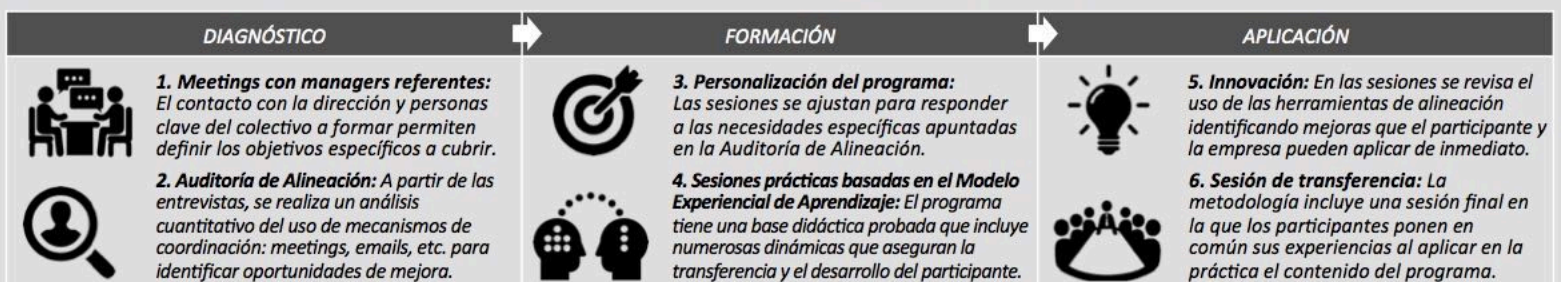 DIAGNÓSTICO
1. Meetings con managers referentes:
El contacto con la dirección y personas
clave del colectivo a formar permiten
definir los objetivos específicos a cubrir.
2. Auditoría de Alineación: A partir de las
entrevistas, se realiza un análisis
cuantitativo del uso de mecanismos de
coordinación: meetings, emails, etc. para
identificar oportunidades de mejora.
FORMACIÓN
3. Personalización del programa:
Las sesiones se ajustan para responder
a las necesidades específicas apuntadas
en la Auditoría de Alineación.
4. Sesiones prácticas basadas en el Modelo
Experiencial de Aprendizaje: El programa
tiene una base didáctica probada que incluye
numerosas dinámicas que aseguran la
transferencia y el desarrollo del participante.
APLICACIÓN
5. Innovación: En las sesiones se revisa el
uso de las herramientas de alineación
identificando mejoras que el participante y
la empresa pueden aplicar de inmediato.
6. Sesión de transferencia: La
metodología incluye una sesión final en
la que los participantes ponen en
común sus experiencias al aplicar en la
práctica el contenido del programa.